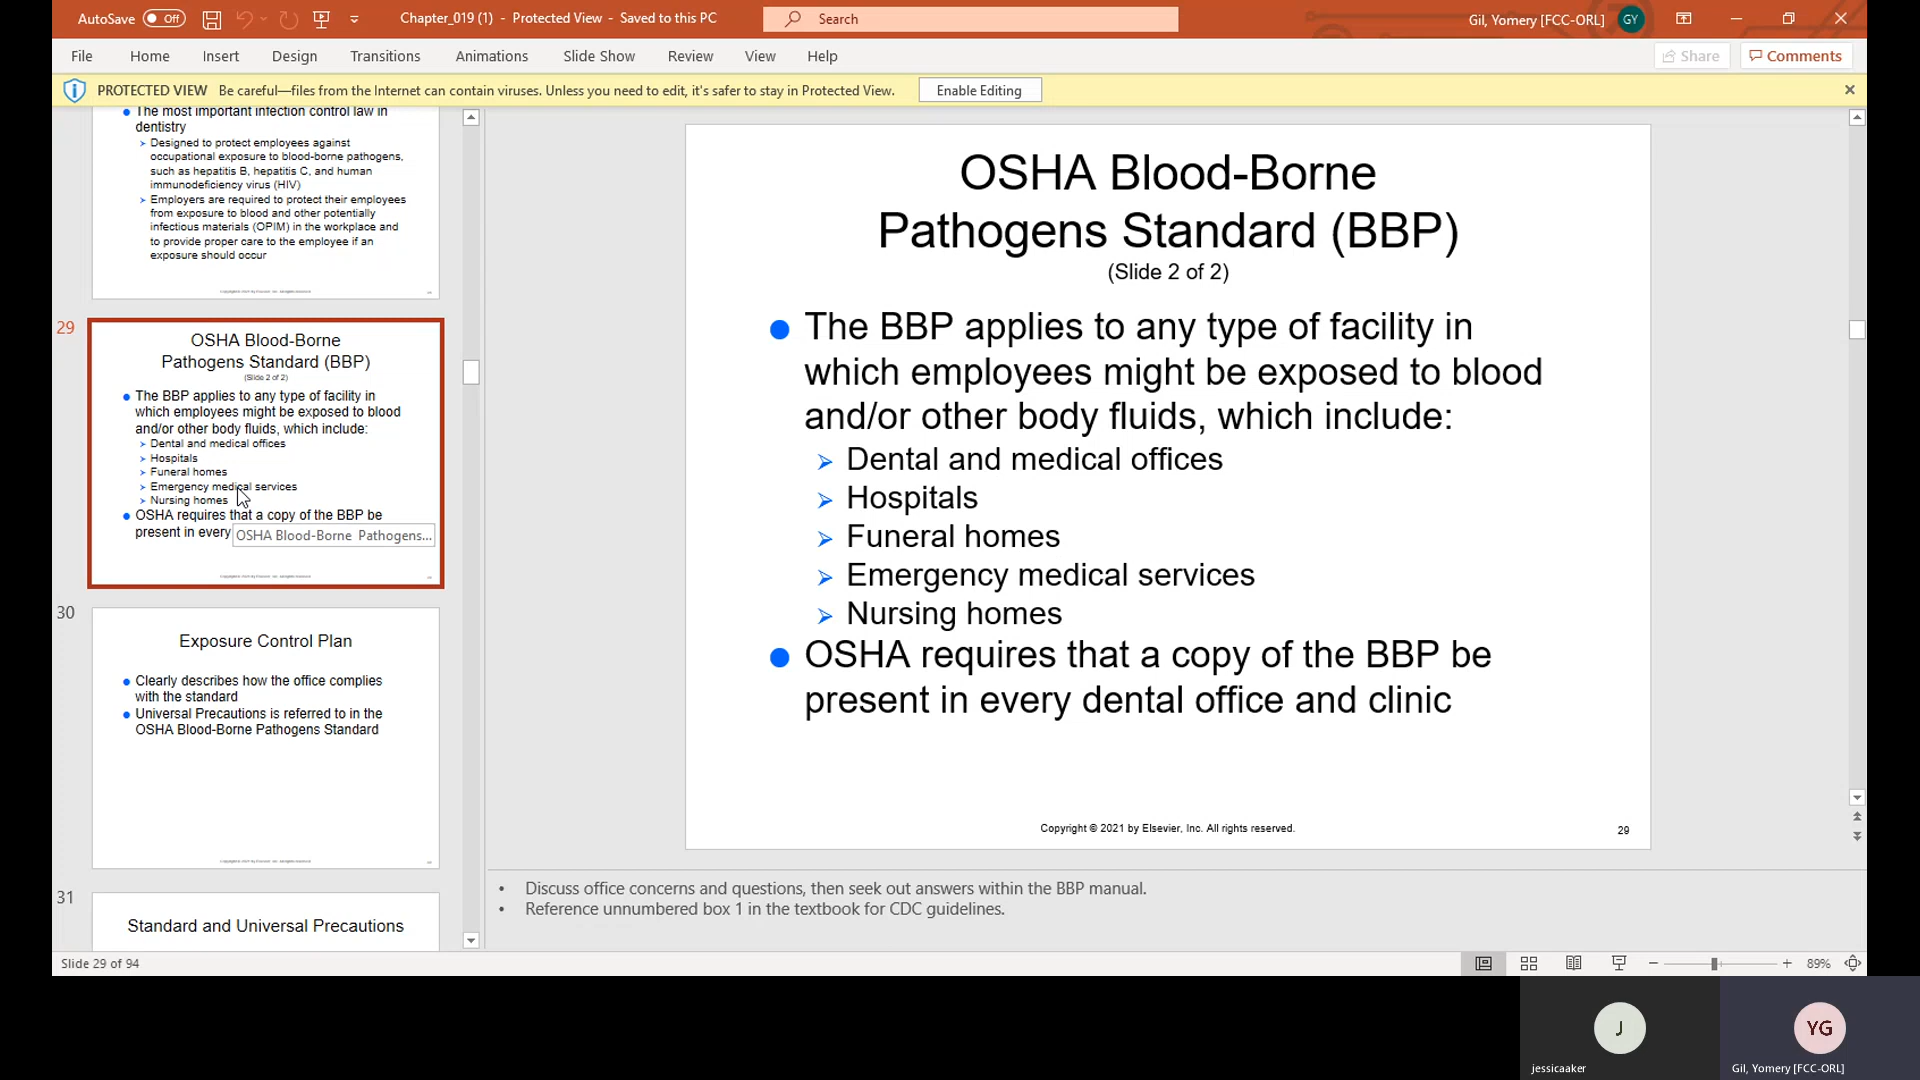 AutoSave Off Chapter_019 (1) - Protected View - Saved to this PC Search Gil, Yomery [FCC-ORL] GY
File Home Insert Design Transitions Animations Slide Show Review View Help Share Comments
PROTECTED VIEW Be careful—files from the Internet can contain viruses. Unless you need to edit, it's safer to stay in Protected View. Enable Editing
The most important infection control law in
dentistry
Designed to protect employees against
occupational exposure to blood-borne pathogens,
such as hepatitis B, hepatitis C, and human
immunodeficiency virus (HIV)
Employers are required to protect their employees
from exposure to blood and other potentially
infectious materials (OPIM) in the workplace and
to provide proper care to the employee if an
exposure should occur
29
OSHA Blood-Borne
Pathogens Standard (BBP)
(Slide 2 of 2)
The BBP applies to any type of facility in
which employees might be exposed to blood
and/or other body fluids, which include:
Dental and medical offices
Hospitals
Funeral homes
Emergency medical services
Nursing homes
OSHA requires that a copy of the BBP be
present in every
OSHA Blood-Borne Pathogens...
30
Exposure Control Plan
Clearly describes how the office complies
with the standard
Universal Precautions is referred to in the
OSHA Blood-Borne Pathogens Standard
31
Standard and Universal Precautions
OSHA Blood-Borne
Pathogens Standard (BBP)
(Slide 2 of 2)
The BBP applies to any type of facility in
which employees might be exposed to blood
and/or other body fluids, which include:
Dental and medical offices
Hospitals
Funeral homes
Emergency medical services
Nursing homes
OSHA requires that a copy of the BBP be
present in every dental office and clinic
Copyright © 2021 by Elsevier, Inc. All rights reserved. 29
Discuss office concerns and questions, then seek out answers within the BBP manual.
Reference unnumbered box 1 in the textbook for CDC guidelines.
Slide 29 of 94 89%
J YG
jessicaaker Gil, Yomery [FCC-ORL]